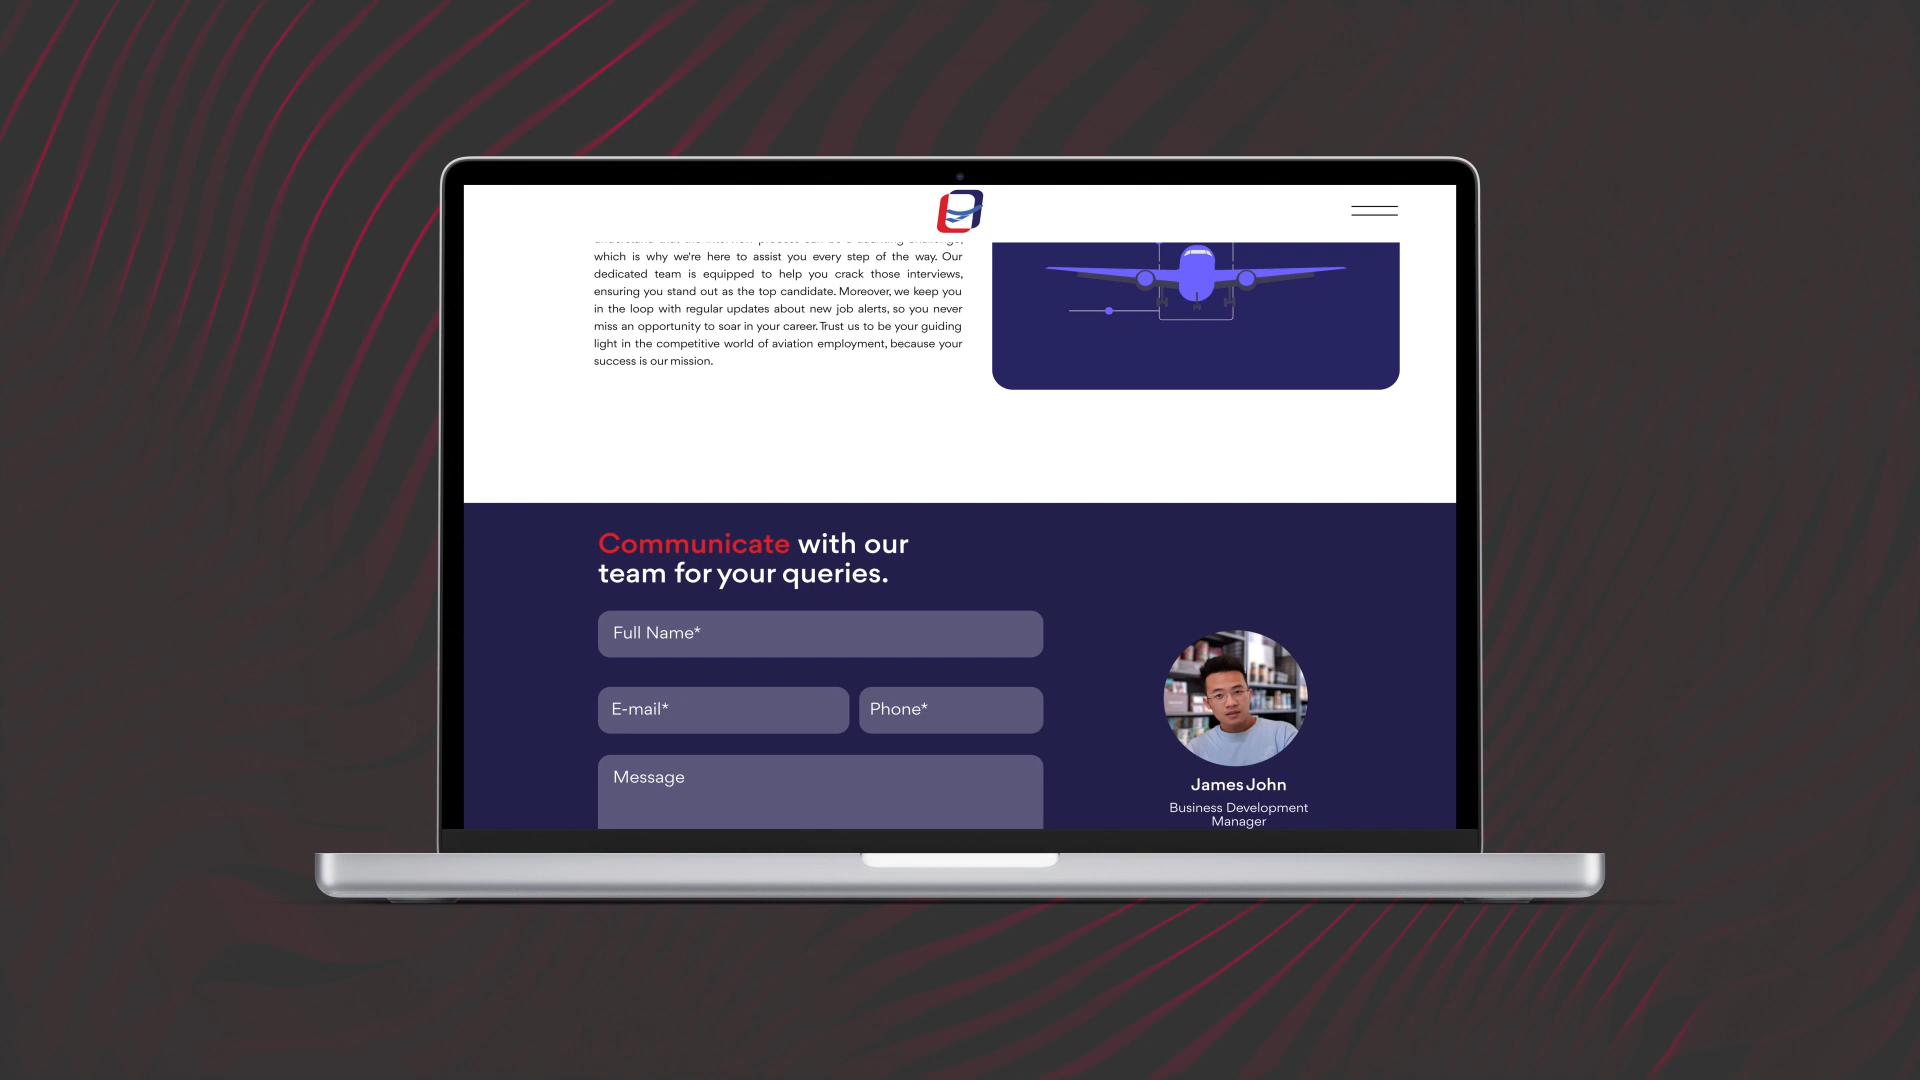 which is why we're here to assist you every step of the way. Our
dedicated team is equipped to help you crack those interviews,
ensuring you stand out as the top candidate. Moreover, we keep you
in the loop with regular updates about new job alerts, so you never
miss an opportunity to soar in your career. Trust us to be your guiding
light in the competitive world of aviation employment, because your
success is our mission.
Communicate with our
team for your queries.
Full Name*
E-mail*
Phone*
Message
James John
Business Development
Manager